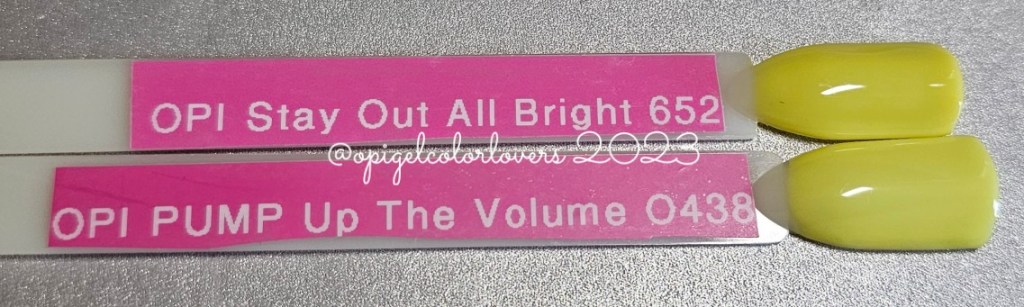 OPI Stay Out All Bright 652
@opigelcolorlovers 2023
OPI PUMP Up The Volume O438